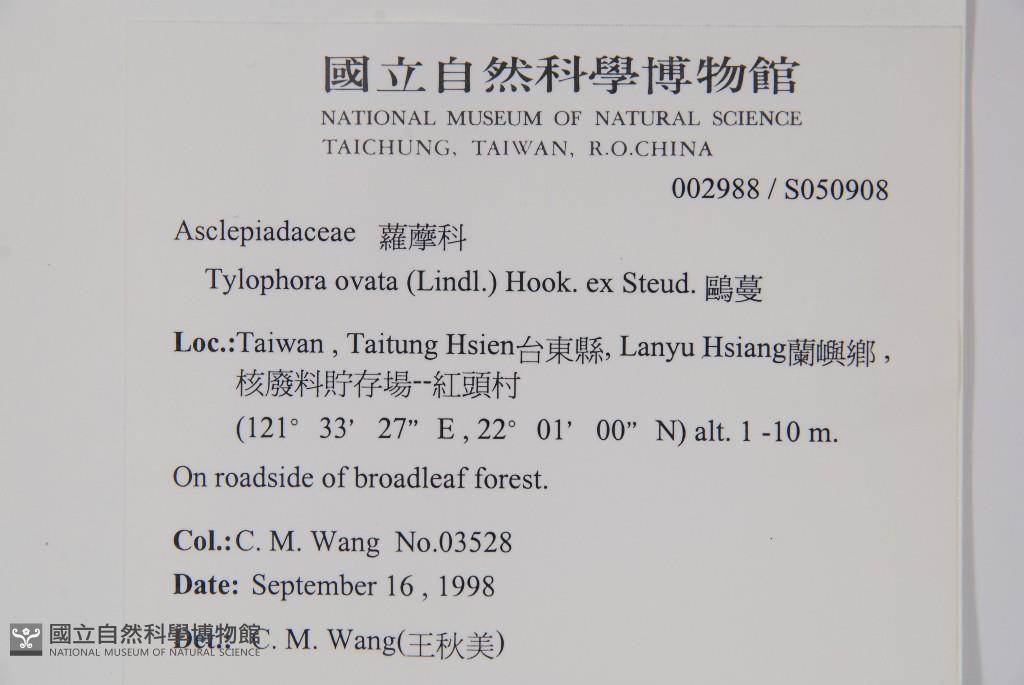 國立自然科學博物館
NATIONAL MUSEUM OF NATURAL SCIENCE
TAICHUNG, TAIWAN, R.O.CHINA
002988 / S050908
Asclepiadaceae 蘿藦科
Tylophora ovata (Lindl.) Hook. ex Steud. 鷗蔓
Loc.:Taiwan , Taitung Hsien台東縣, Lanyu Hsiang蘭嶼鄉 ,
核廢料貯存場--紅頭村
(121° 33’ 27” E , 22° 01’ 00” N) alt. 1 -10 m.
On roadside of broadleaf forest.
Col.:C. M. Wang No.03528
Date: September 16 , 1998
Det.: C. M. Wang(王秋美)
國立自然科學博物館
NATIONAL MUSEUM OF NATURAL SCIENCE